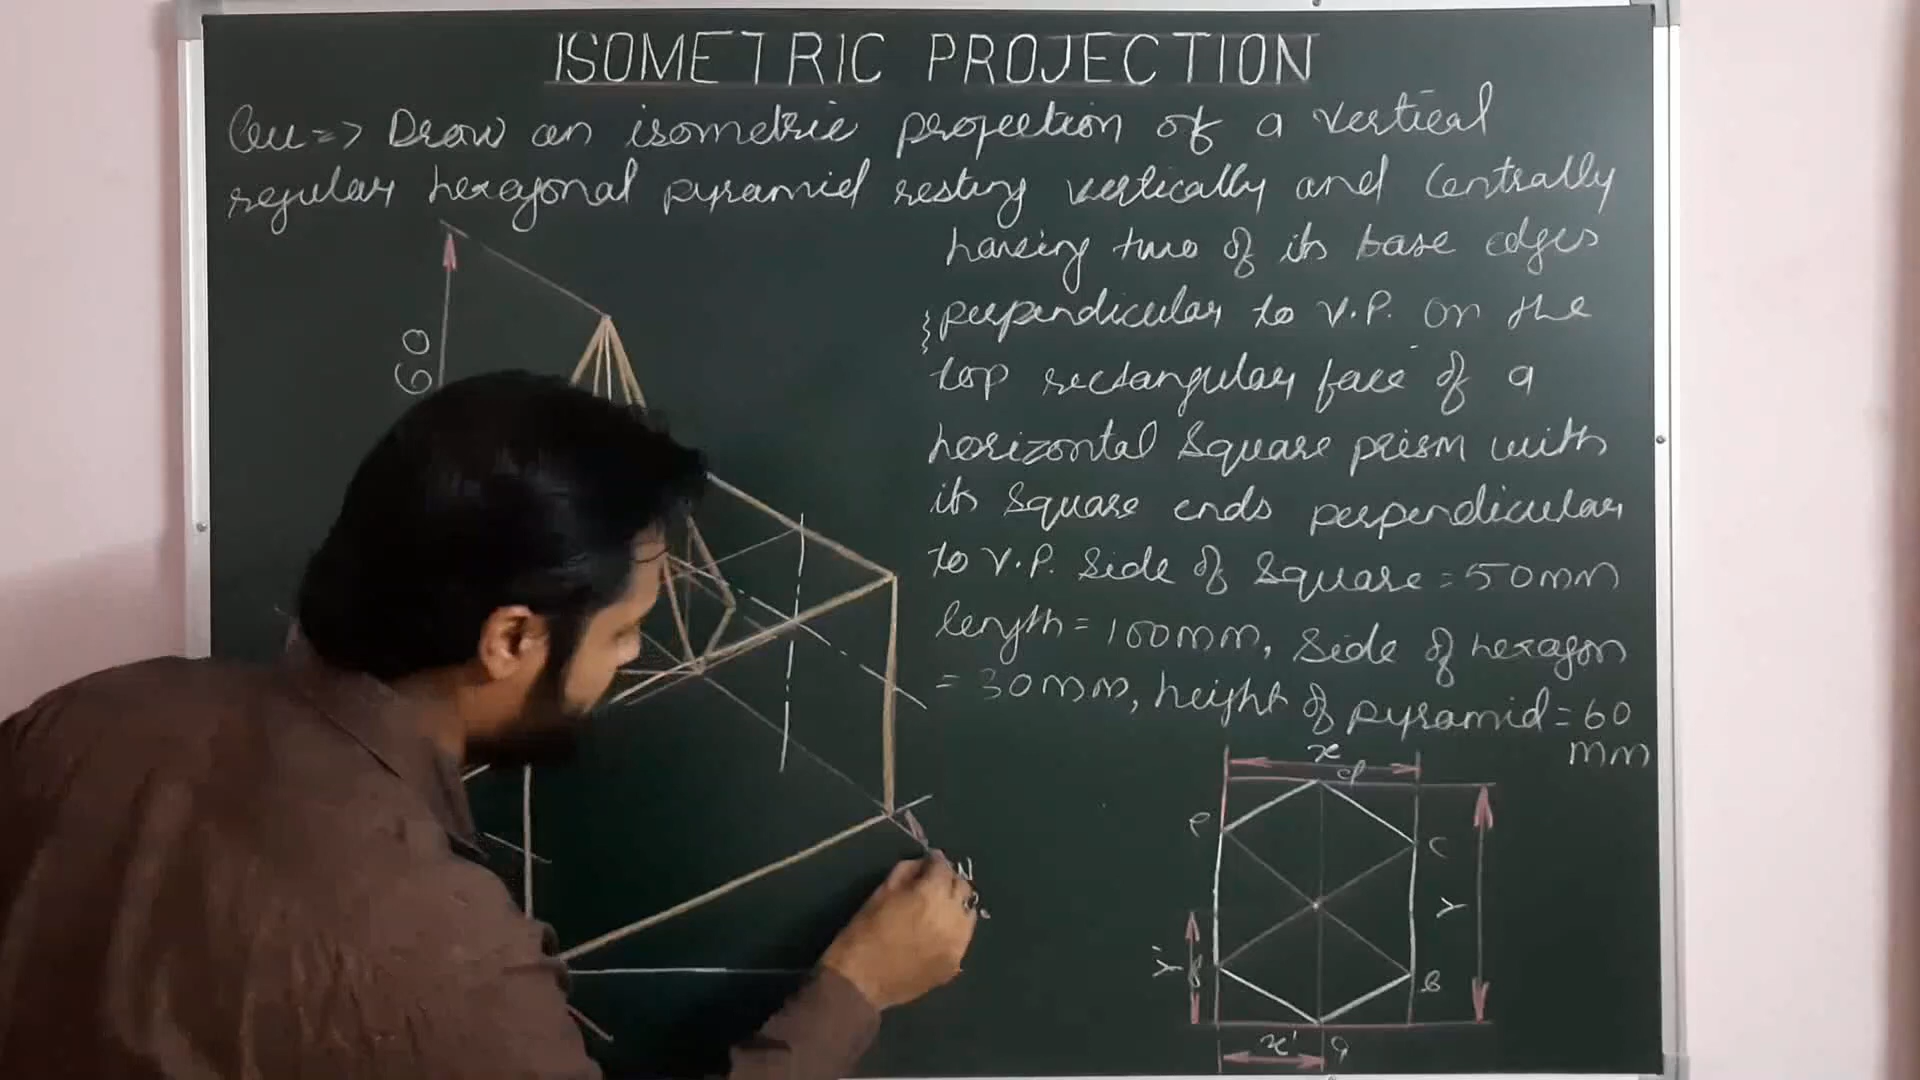 ISOMETRIC PROJECTION
Que => Draw an isometric projection of a vertical
regular hexagonal pyramid resting vertically and centrally
having two of its base edges
perpendicular to V.P. on the
top rectangular face of a
horizontal square prism with
its square ends perpendicular
to V.P. side of square = 50mm
length = 100mm, side of hexagon
= 30mm, height of pyramid = 60
mm
60
x
d
e
c
Y
B
x'
a